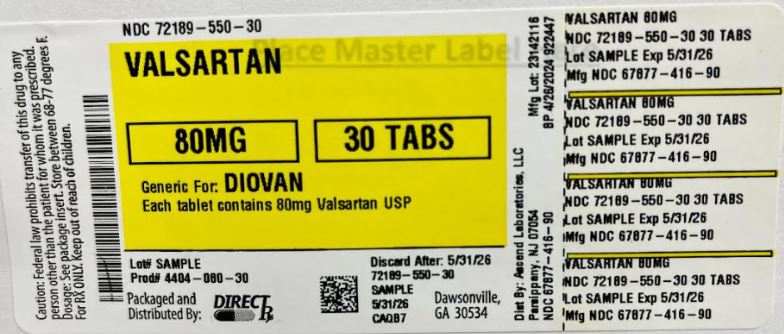 Caution: Federal law prohibits transfer of this drug to any
person other than the patient for whom it was prescribed.
Dosage: See package insert. Store between 68-77 degrees F.
For RX ONLY. Keep out of reach of children.
NDC 72189-550-30
Place Master Label
VALSARTAN
80MG
30 TABS
Generic For: DIOVAN
Each tablet contains 80mg Valsartan USP
Lot# SAMPLE
Prod# 4404-080-30
Packaged and
Distributed By:
DIRECT Rx
Discard After: 5/31/26
72189-550-30
SAMPLE
5/31/26
CAQB7
Dawsonville,
GA 30534
Mfg Lot: 23142116
BP 4/26/2024 922447
Dist By: Ascend Laboratories, LLC
Parsippany, NJ 07054
NDC 67877-416-90
VALSARTAN 80MG
NDC 72189-550-30 30 TABS
Lot SAMPLE Exp 5/31/26
Mfg NDC 67877-416-90
VALSARTAN 80MG
NDC 72189-550-30 30 TABS
Lot SAMPLE Exp 5/31/26
Mfg NDC 67877-416-90
VALSARTAN 80MG
NDC 72189-550-30 30 TABS
Lot SAMPLE Exp 5/31/26
Mfg NDC 67877-416-90
VALSARTAN 80MG
NDC 72189-550-30 30 TABS
Lot SAMPLE Exp 5/31/26
Mfg NDC 67877-416-90